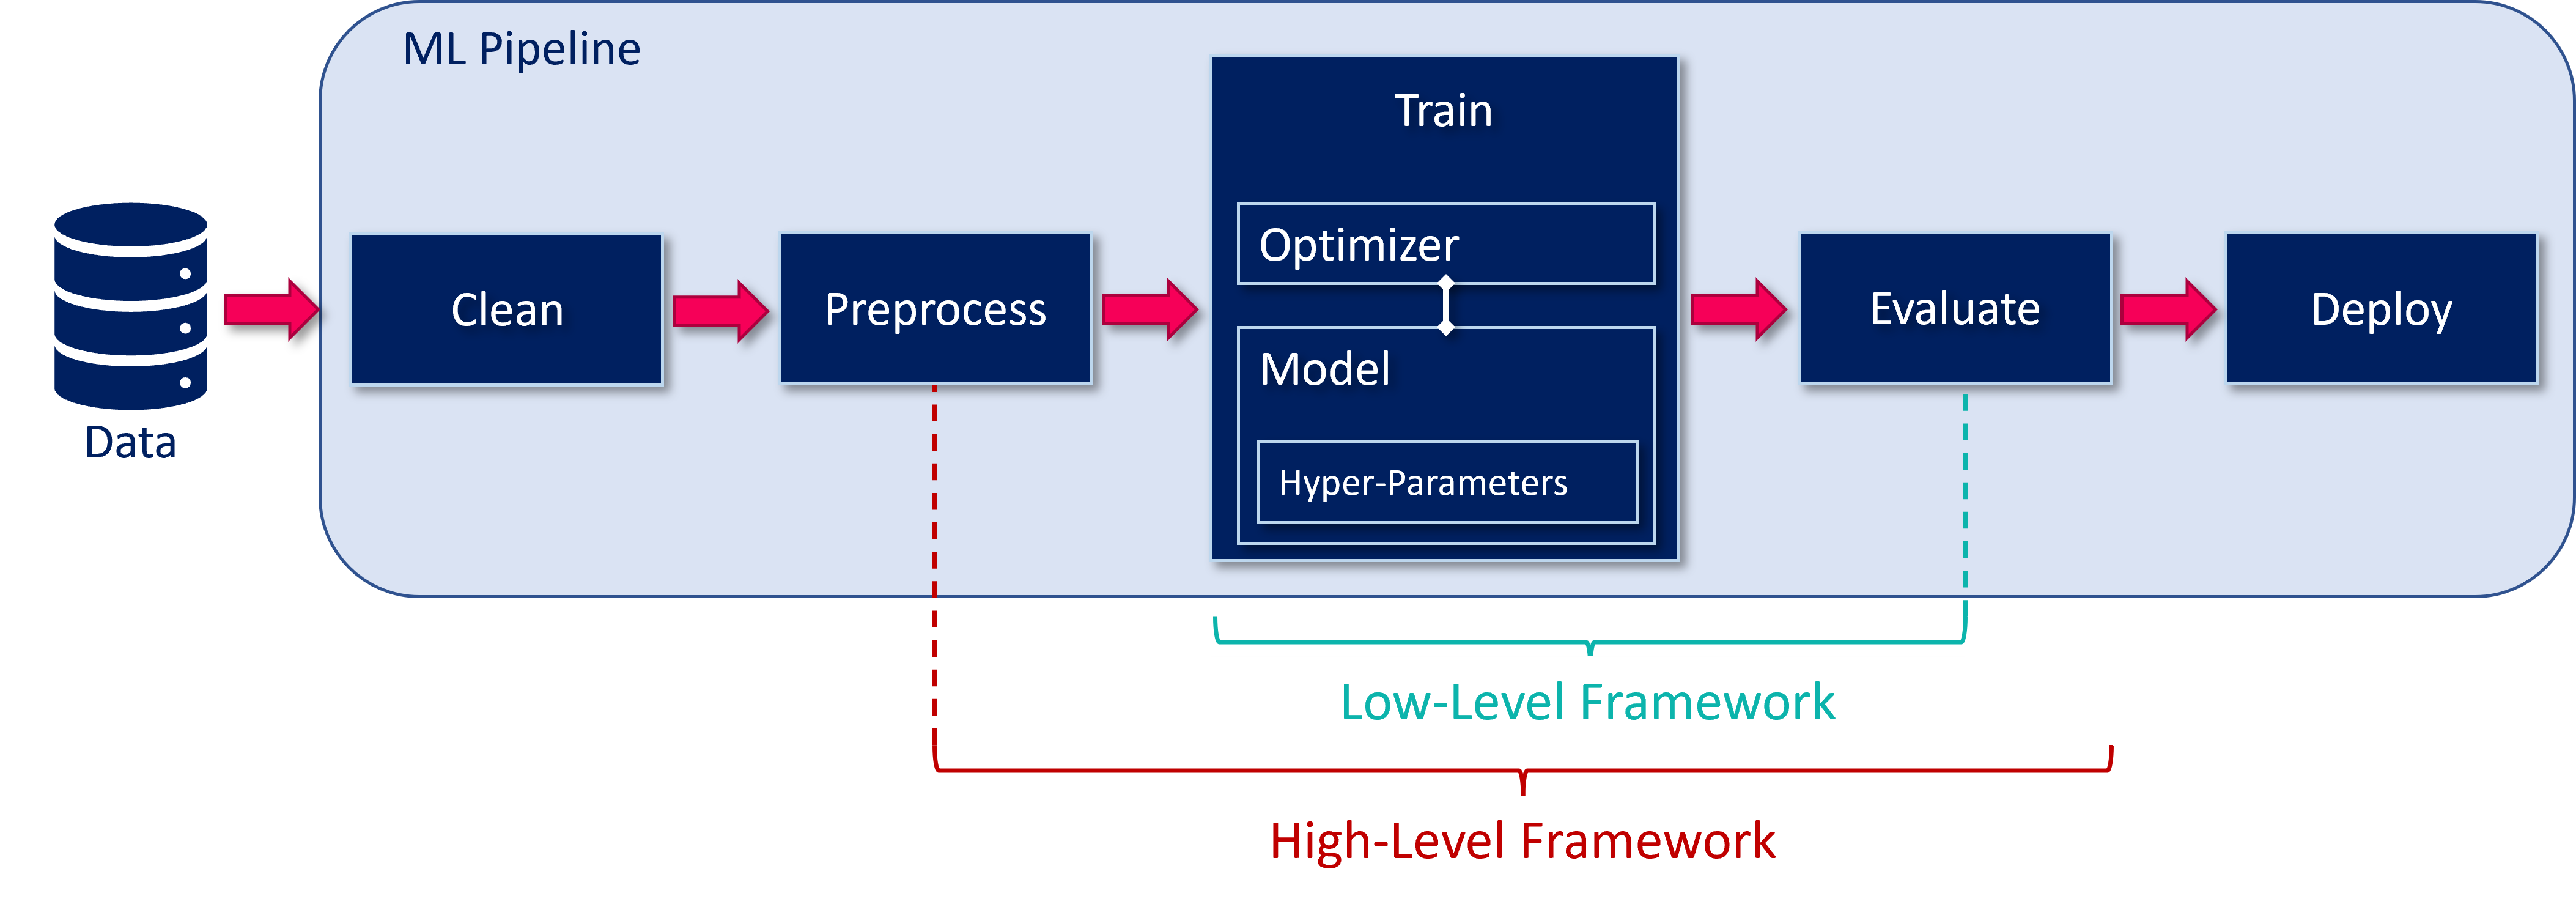 ML Pipeline
Data
Clean
Preprocess
Train
Optimizer
Model
Hyper-Parameters
Evaluate
Deploy
Low-Level Framework
High-Level Framework